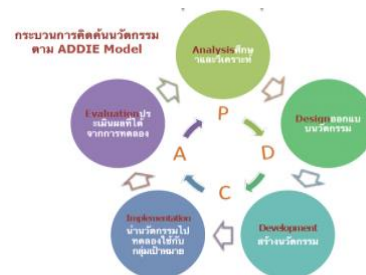 กระบวนการคิดค้นนวัตกรรม
ตาม ADDIE Model
Analysisศึกษ
าและวิเคราะห์
Designออกแบ
บนวัตกรรม
Development
สร้างนวัตกรรม
Implementation
นำนวัตกรรมไป
ทดลองใช้กับ
กลุ่มเป้าหมาย
Evaluationปร
ะเมินผลที่ได้
จากการทดลอง
P
D
C
A